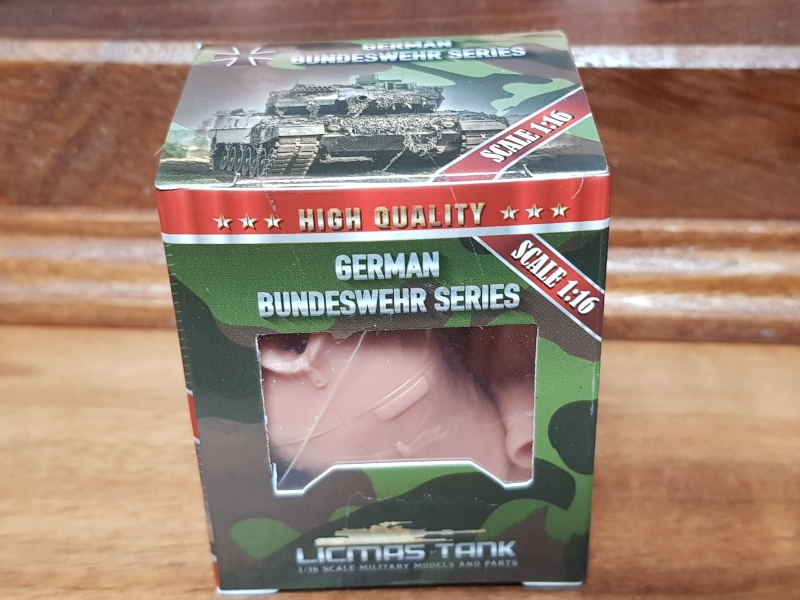 GERMAN
BUNDESWEHR SERIES
SCALE 1:16
HIGH QUALITY
GERMAN
BUNDESWEHR SERIES
SCALE 1:16
LICMAS TANK
1/16 SCALE MILITARY MODELS AND PARTS